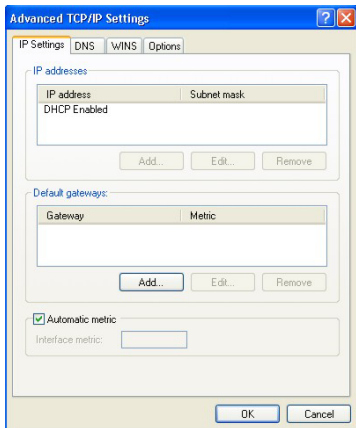 Advanced TCP/IP Settings
IP Settings DNS WINS Options
IP addresses
IP address Subnet mask
DHCP Enabled
Add... Edit... Remove
Default gateways:
Gateway Metric
Add... Edit... Remove
Automatic metric
Interface metric:
OK Cancel